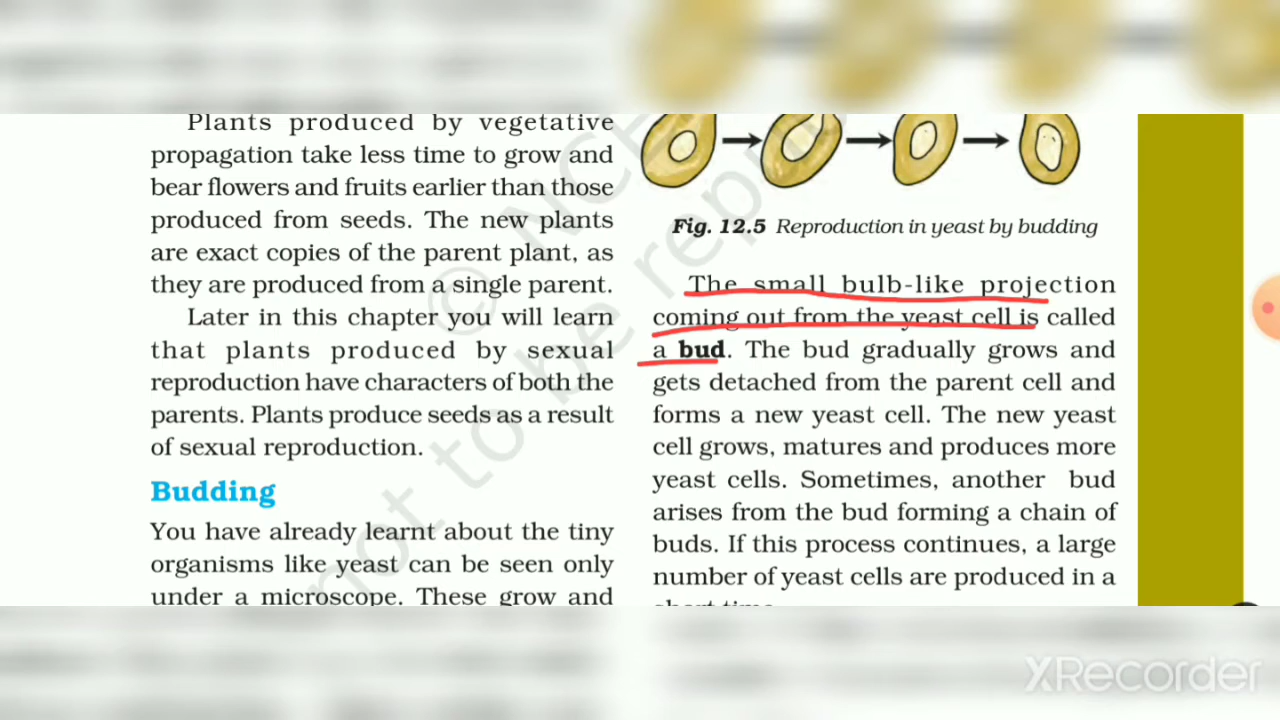 Plants produced by vegetative
propagation take less time to grow and
bear flowers and fruits earlier than those
produced from seeds. The new plants
are exact copies of the parent plant, as
they are produced from a single parent.
Later in this chapter you will learn
that plants produced by sexual
reproduction have characters of both the
parents. Plants produce seeds as a result
of sexual reproduction.
Budding
You have already learnt about the tiny
organisms like yeast can be seen only
under a microscope. These grow and
Fig. 12.5 Reproduction in yeast by budding
The small bulb-like projection
coming out from the yeast cell is called
a bud. The bud gradually grows and
gets detached from the parent cell and
forms a new yeast cell. The new yeast
cell grows, matures and produces more
yeast cells. Sometimes, another bud
arises from the bud forming a chain of
buds. If this process continues, a large
number of yeast cells are produced in a
short time.
© NCE
not to be repu
XRecorder